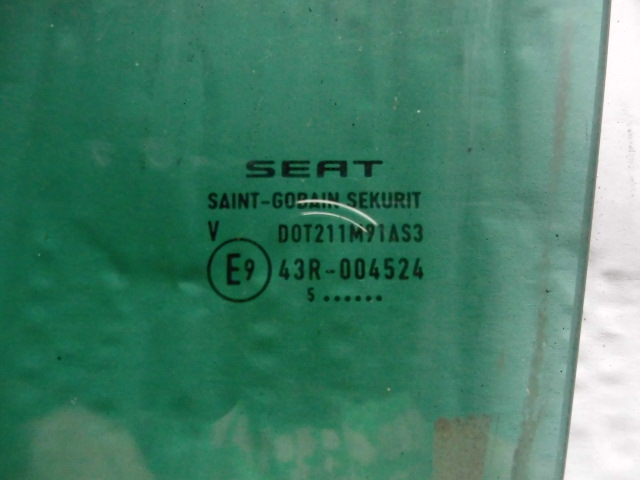 SEAT
SAINT-GOBAIN SEKURIT
V DOT211M91AS3
E9 43R-004524
5 ......